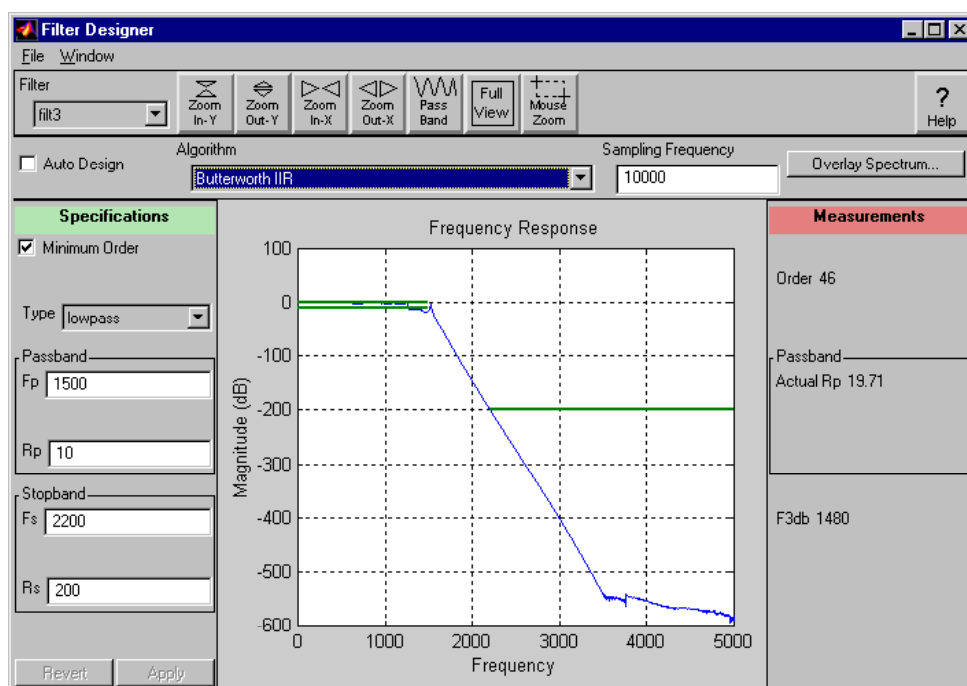 Filter Designer
File Window
Filter
filt3
Zoom In-Y
Zoom Out-Y
Zoom In-X
Zoom Out-X
Pass Band
Full View
Mouse Zoom
? Help
Auto Design
Algorithm
Butterworth IIR
Sampling Frequency
10000
Overlay Spectrum...
Specifications
Minimum Order
Type lowpass
Passband
Fp 1500
Rp 10
Stopband
Fs 2200
Rs 200
Revert Apply
Frequency Response
Magnitude (dB)
100
0
-100
-200
-300
-400
-500
-600
0 1000 2000 3000 4000 5000
Frequency
Measurements
Order 46
Passband
Actual Rp 19.71
F3db 1480